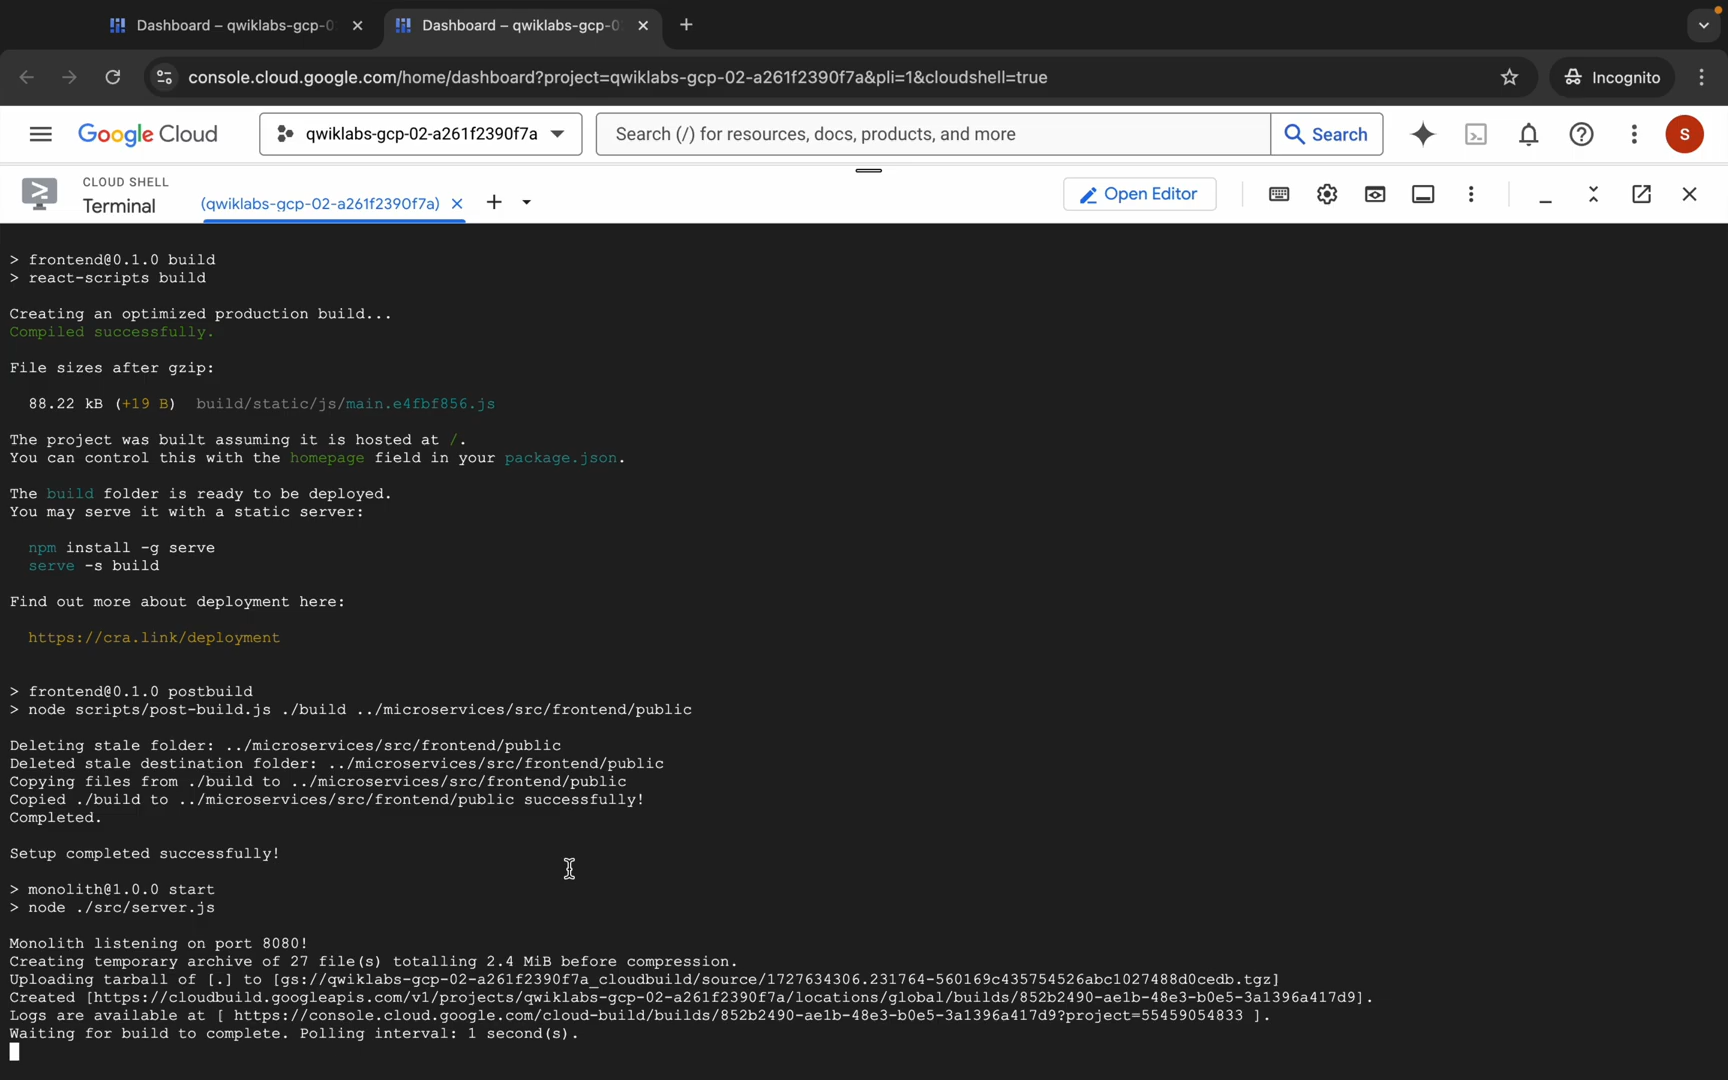 Dashboard – qwiklabs-gcp-0
Dashboard – qwiklabs-gcp-0
console.cloud.google.com/home/dashboard?project=qwiklabs-gcp-02-a261f2390f7a&pli=1&cloudshell=true
Incognito
Google Cloud
qwiklabs-gcp-02-a261f2390f7a
Search (/) for resources, docs, products, and more
Search
S
CLOUD SHELL
Terminal
(qwiklabs-gcp-02-a261f2390f7a)
Open Editor
> frontend@0.1.0 build
> react-scripts build
Creating an optimized production build...
Compiled successfully.
File sizes after gzip:
88.22 kB (+19 B)  build/static/js/main.e4fbf856.js
The project was built assuming it is hosted at /.
You can control this with the homepage field in your package.json.
The build folder is ready to be deployed.
You may serve it with a static server:
npm install -g serve
serve -s build
Find out more about deployment here:
https://cra.link/deployment
> frontend@0.1.0 postbuild
> node scripts/post-build.js ./build ../microservices/src/frontend/public
Deleting stale folder: ../microservices/src/frontend/public
Deleted stale destination folder: ../microservices/src/frontend/public
Copying files from ./build to ../microservices/src/frontend/public
Copied ./build to ../microservices/src/frontend/public successfully!
Completed.
Setup completed successfully!
> monolith@1.0.0 start
> node ./src/server.js
Monolith listening on port 8080!
Creating temporary archive of 27 file(s) totalling 2.4 MiB before compression.
Uploading tarball of [.] to [gs://qwiklabs-gcp-02-a261f2390f7a_cloudbuild/source/1727634306.231764-560169c435754526abc1027488d0cedb.tgz]
Created [https://cloudbuild.googleapis.com/v1/projects/qwiklabs-gcp-02-a261f2390f7a/locations/global/builds/852b2490-ae1b-48e3-b0e5-3a1396a417d9].
Logs are available at [ https://console.cloud.google.com/cloud-build/builds/852b2490-ae1b-48e3-b0e5-3a1396a417d9?project=55459054833 ].
Waiting for build to complete. Polling interval: 1 second(s).